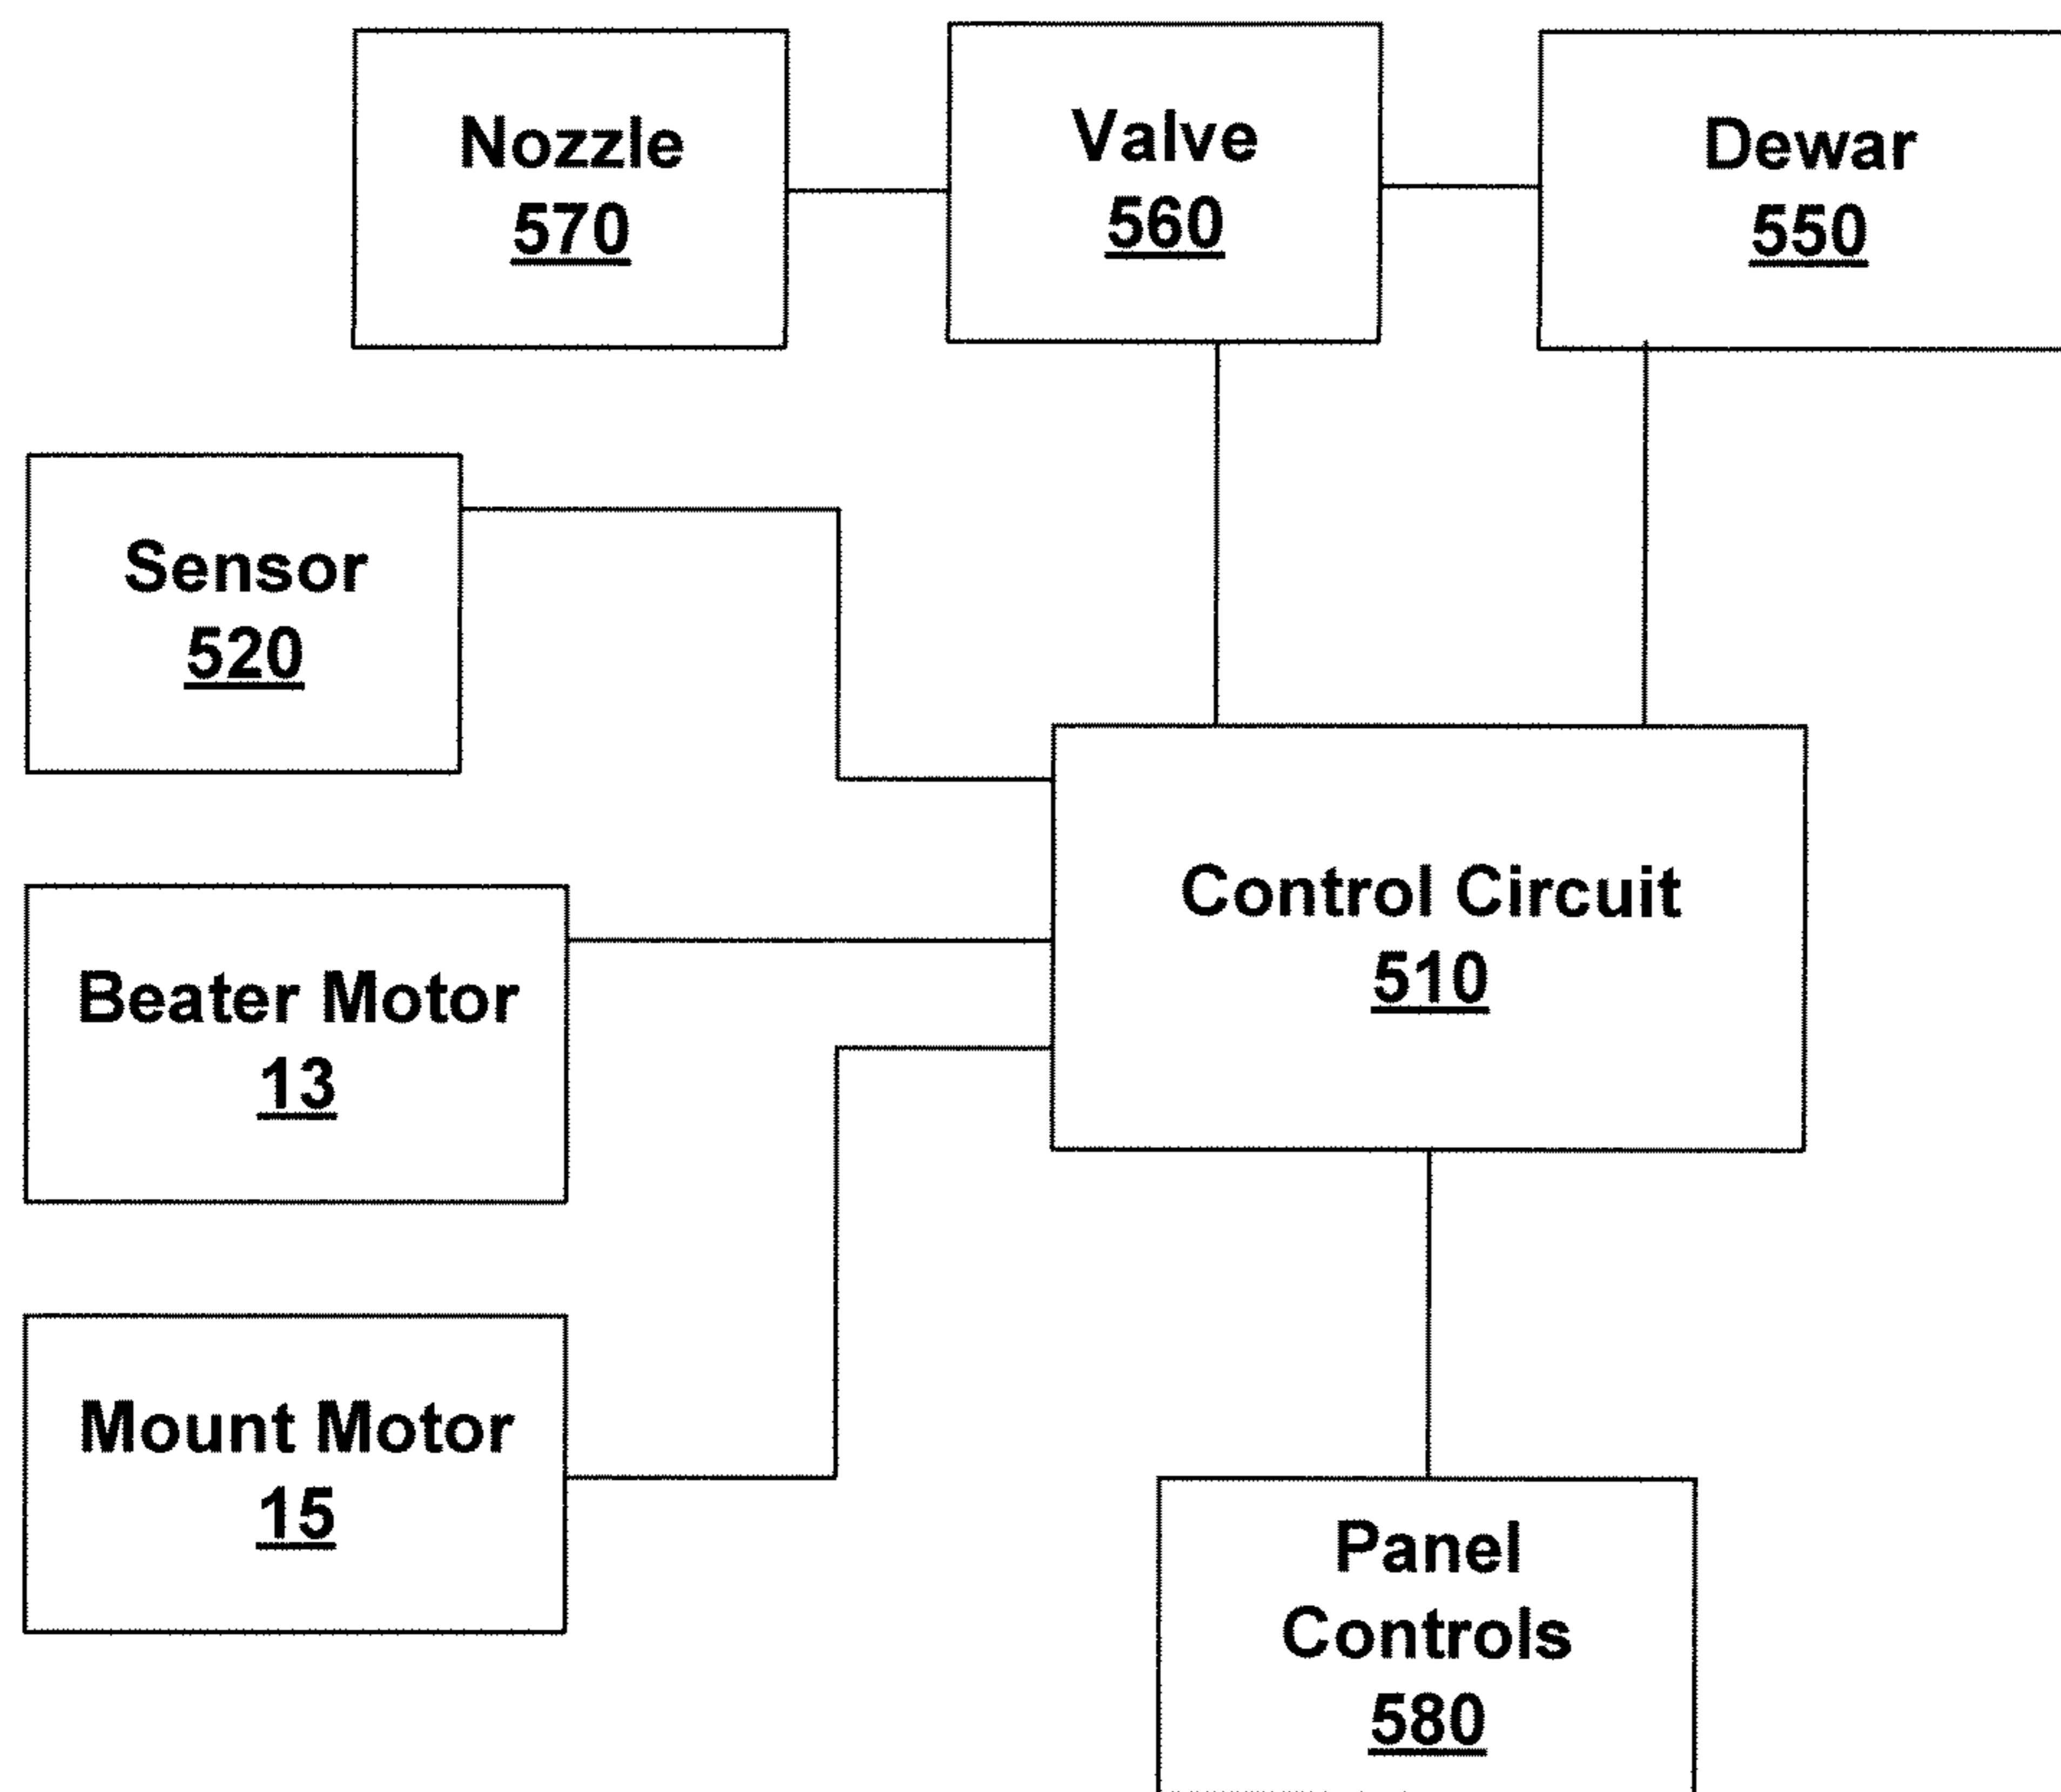 Nozzle
570
Valve
560
Dewar
550
Sensor
520
Control Circuit
510
Beater Motor
13
Mount Motor
15
Panel
Controls
580